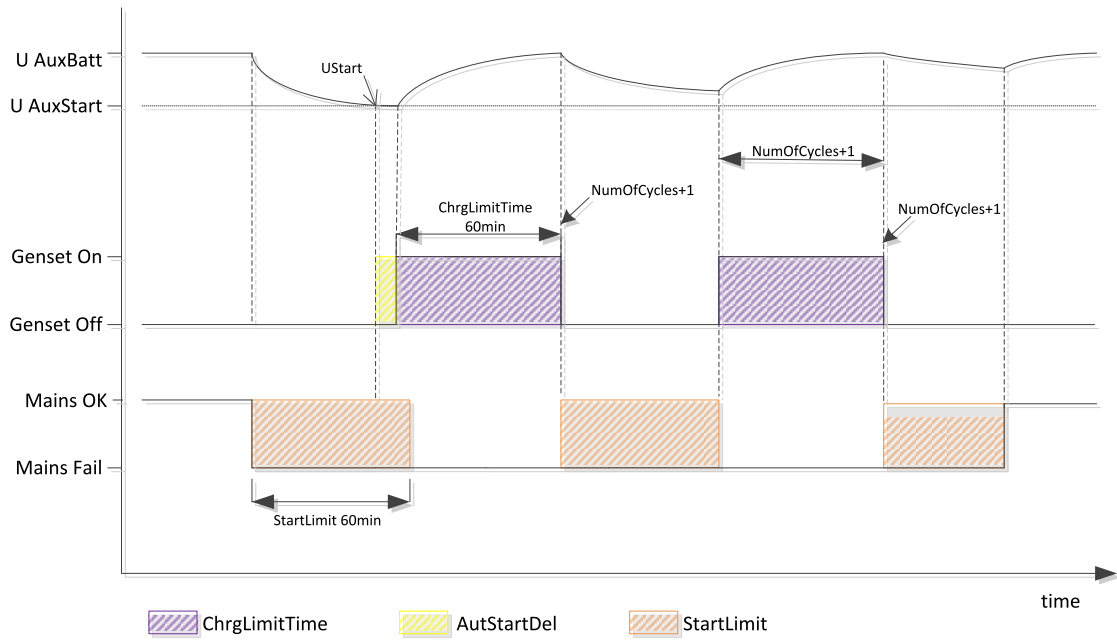 U AuxBatt
UStart
U AuxStart
NumOfCycles+1
NumOfCycles+1
ChrgLimitTime
60min
NumOfCycles+1
Genset On
Genset Off
Mains OK
Mains Fail
StartLimit 60min
time
ChrgLimitTime
AutStartDel
StartLimit